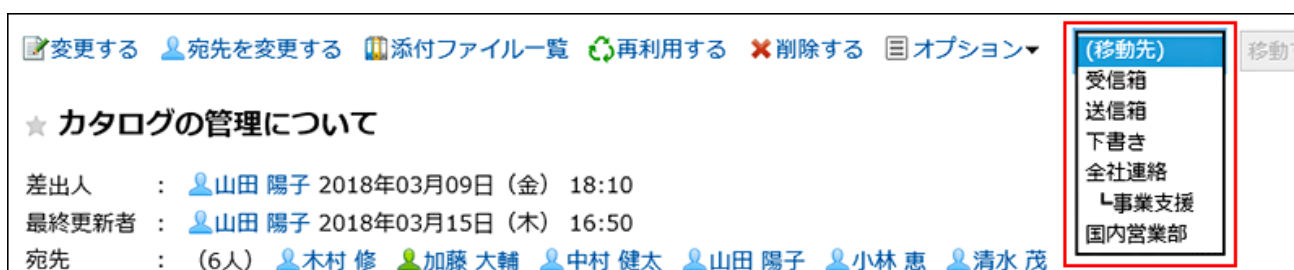 変更する 宛先を変更する 添付ファイル一覧 再利用する 削除する オプション▼ (移動先) 移動
受信箱
送信箱
下書き
全社連絡
┗事業支援
国内営業部
★ カタログの管理について
差出人 : 山田 陽子 2018年03月09日（金） 18:10
最終更新者 : 山田 陽子 2018年03月15日（木） 16:50
宛先 : （6人） 木村 修 加藤 大輔 中村 健太 山田 陽子 小林 恵 清水 茂